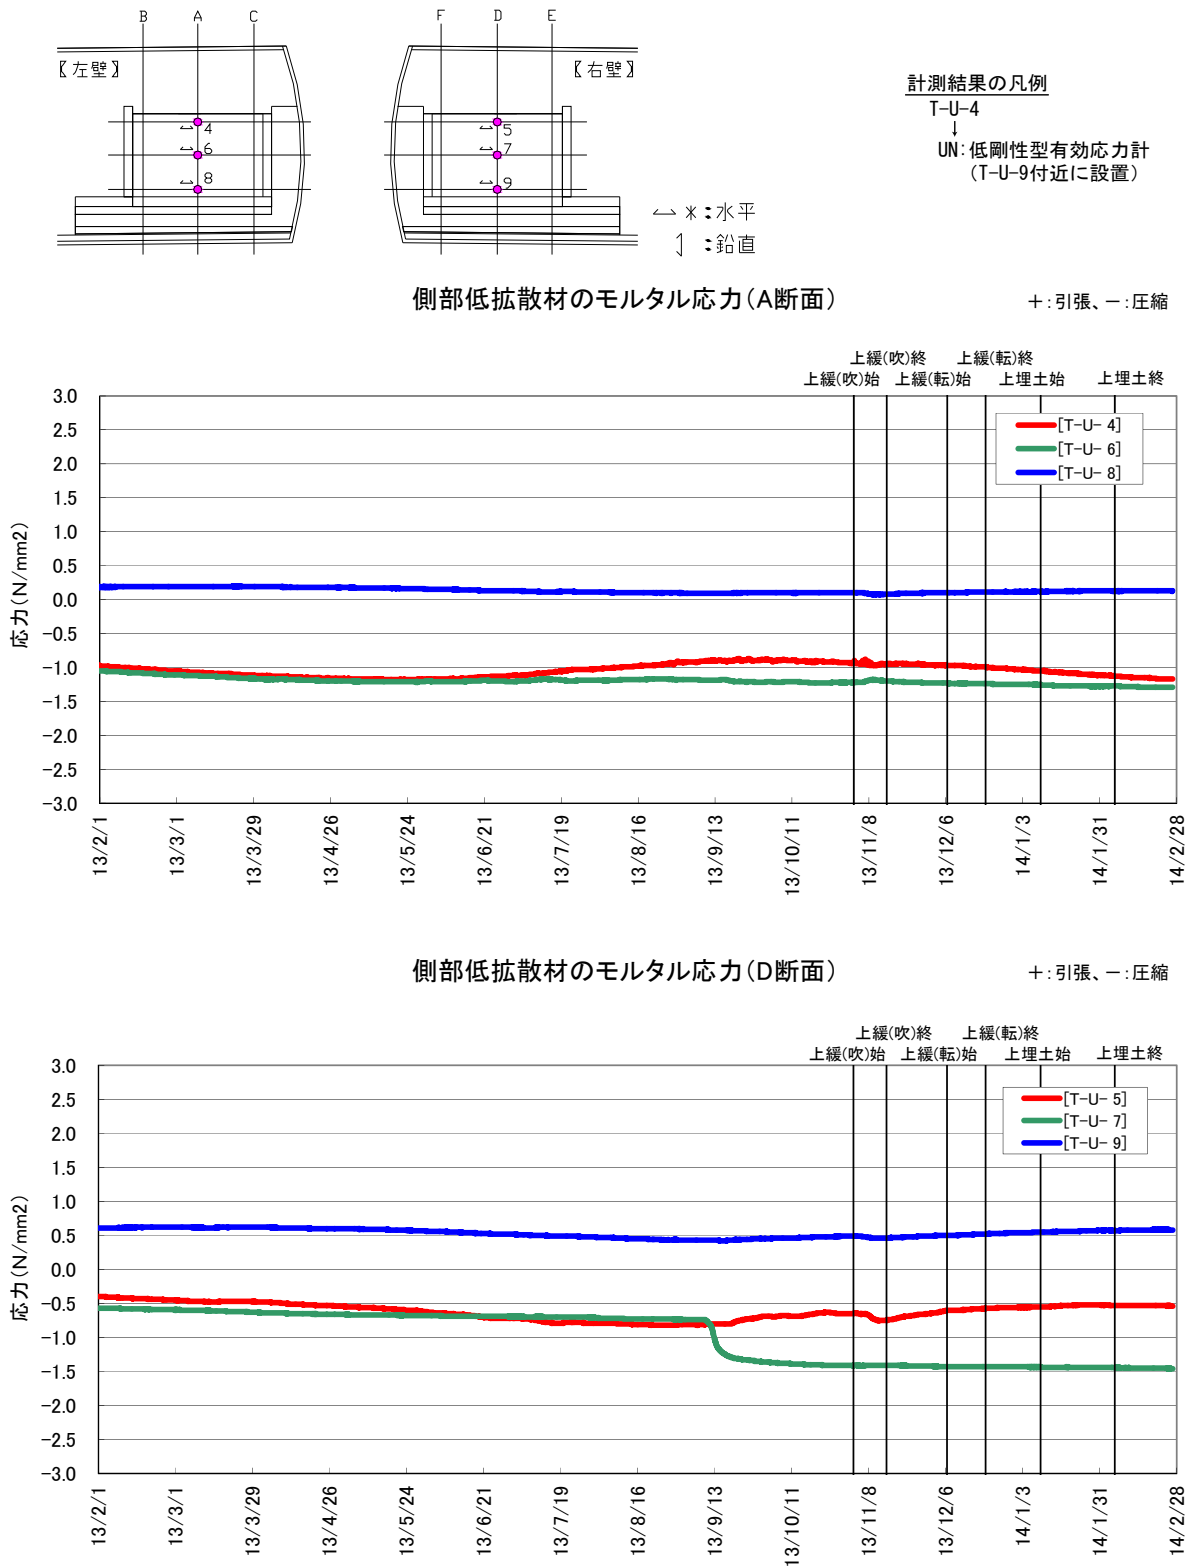 B A C F D E
【左壁】 【右壁】
4 5
6 7
8 9
計測結果の凡例
T-U-4
↓
UN:低剛性型有効応力計
(T-U-9付近に設置)
:水平
:鉛直
側部低拡散材のモルタル応力(A断面)
+:引張、-:圧縮
上緩(吹)終 上緩(転)終
上緩(吹)始 上緩(転)始 上埋土始 上埋土終
応力(N/mm2)
3.0
2.5
2.0
1.5
1.0
0.5
0.0
-0.5
-1.0
-1.5
-2.0
-2.5
-3.0
[T-U- 4]
[T-U- 6]
[T-U- 8]
13/2/1 13/3/1 13/3/29 13/4/26 13/5/24 13/6/21 13/7/19 13/8/16 13/9/13 13/10/11 13/11/8 13/12/6 14/1/3 14/1/31 14/2/28
側部低拡散材のモルタル応力(D断面)
+:引張、-:圧縮
上緩(吹)終 上緩(転)終
上緩(吹)始 上緩(転)始 上埋土始 上埋土終
応力(N/mm2)
3.0
2.5
2.0
1.5
1.0
0.5
0.0
-0.5
-1.0
-1.5
-2.0
-2.5
-3.0
[T-U- 5]
[T-U- 7]
[T-U- 9]
13/2/1 13/3/1 13/3/29 13/4/26 13/5/24 13/6/21 13/7/19 13/8/16 13/9/13 13/10/11 13/11/8 13/12/6 14/1/3 14/1/31 14/2/28